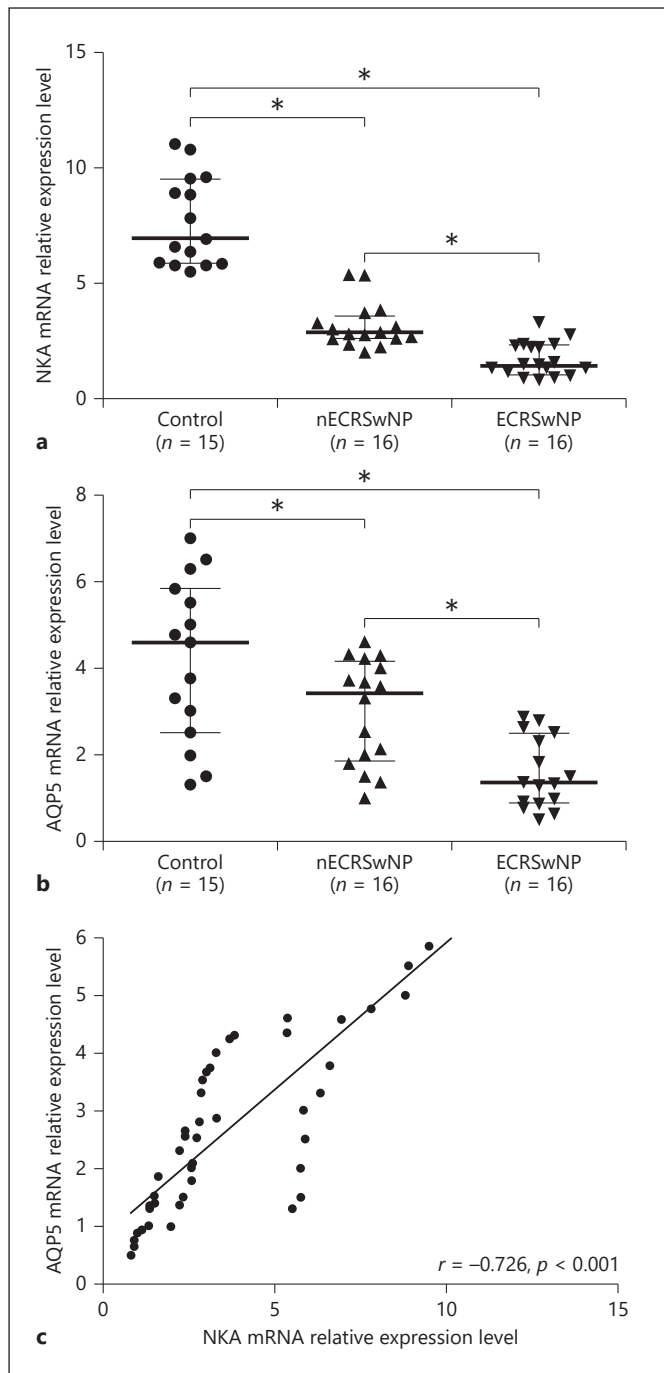 15
10
5
0
NKA mRNA relative expression level
*
*
*
Control
(n = 15)
nECRSwNP
(n = 16)
ECRSwNP
(n = 16)
a
8
6
4
2
0
AQP5 mRNA relative expression level
*
*
*
Control
(n = 15)
nECRSwNP
(n = 16)
ECRSwNP
(n = 16)
b
6
5
4
3
2
1
0
AQP5 mRNA relative expression level
r = –0.726, p < 0.001
0
5
10
15
NKA mRNA relative expression level
c